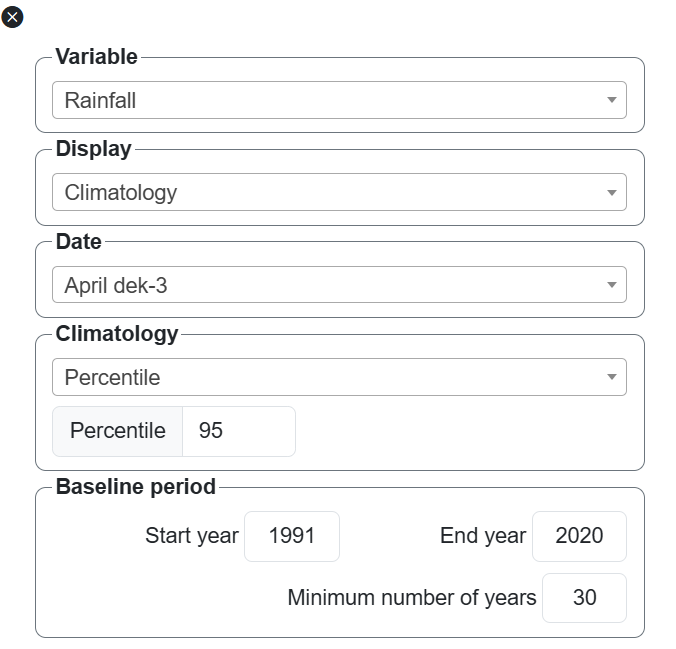 Variable
Rainfall
Display
Climatology
Date
April dek-3
Climatology
Percentile
Percentile 95
Baseline period
Start year 1991 End year 2020
Minimum number of years 30